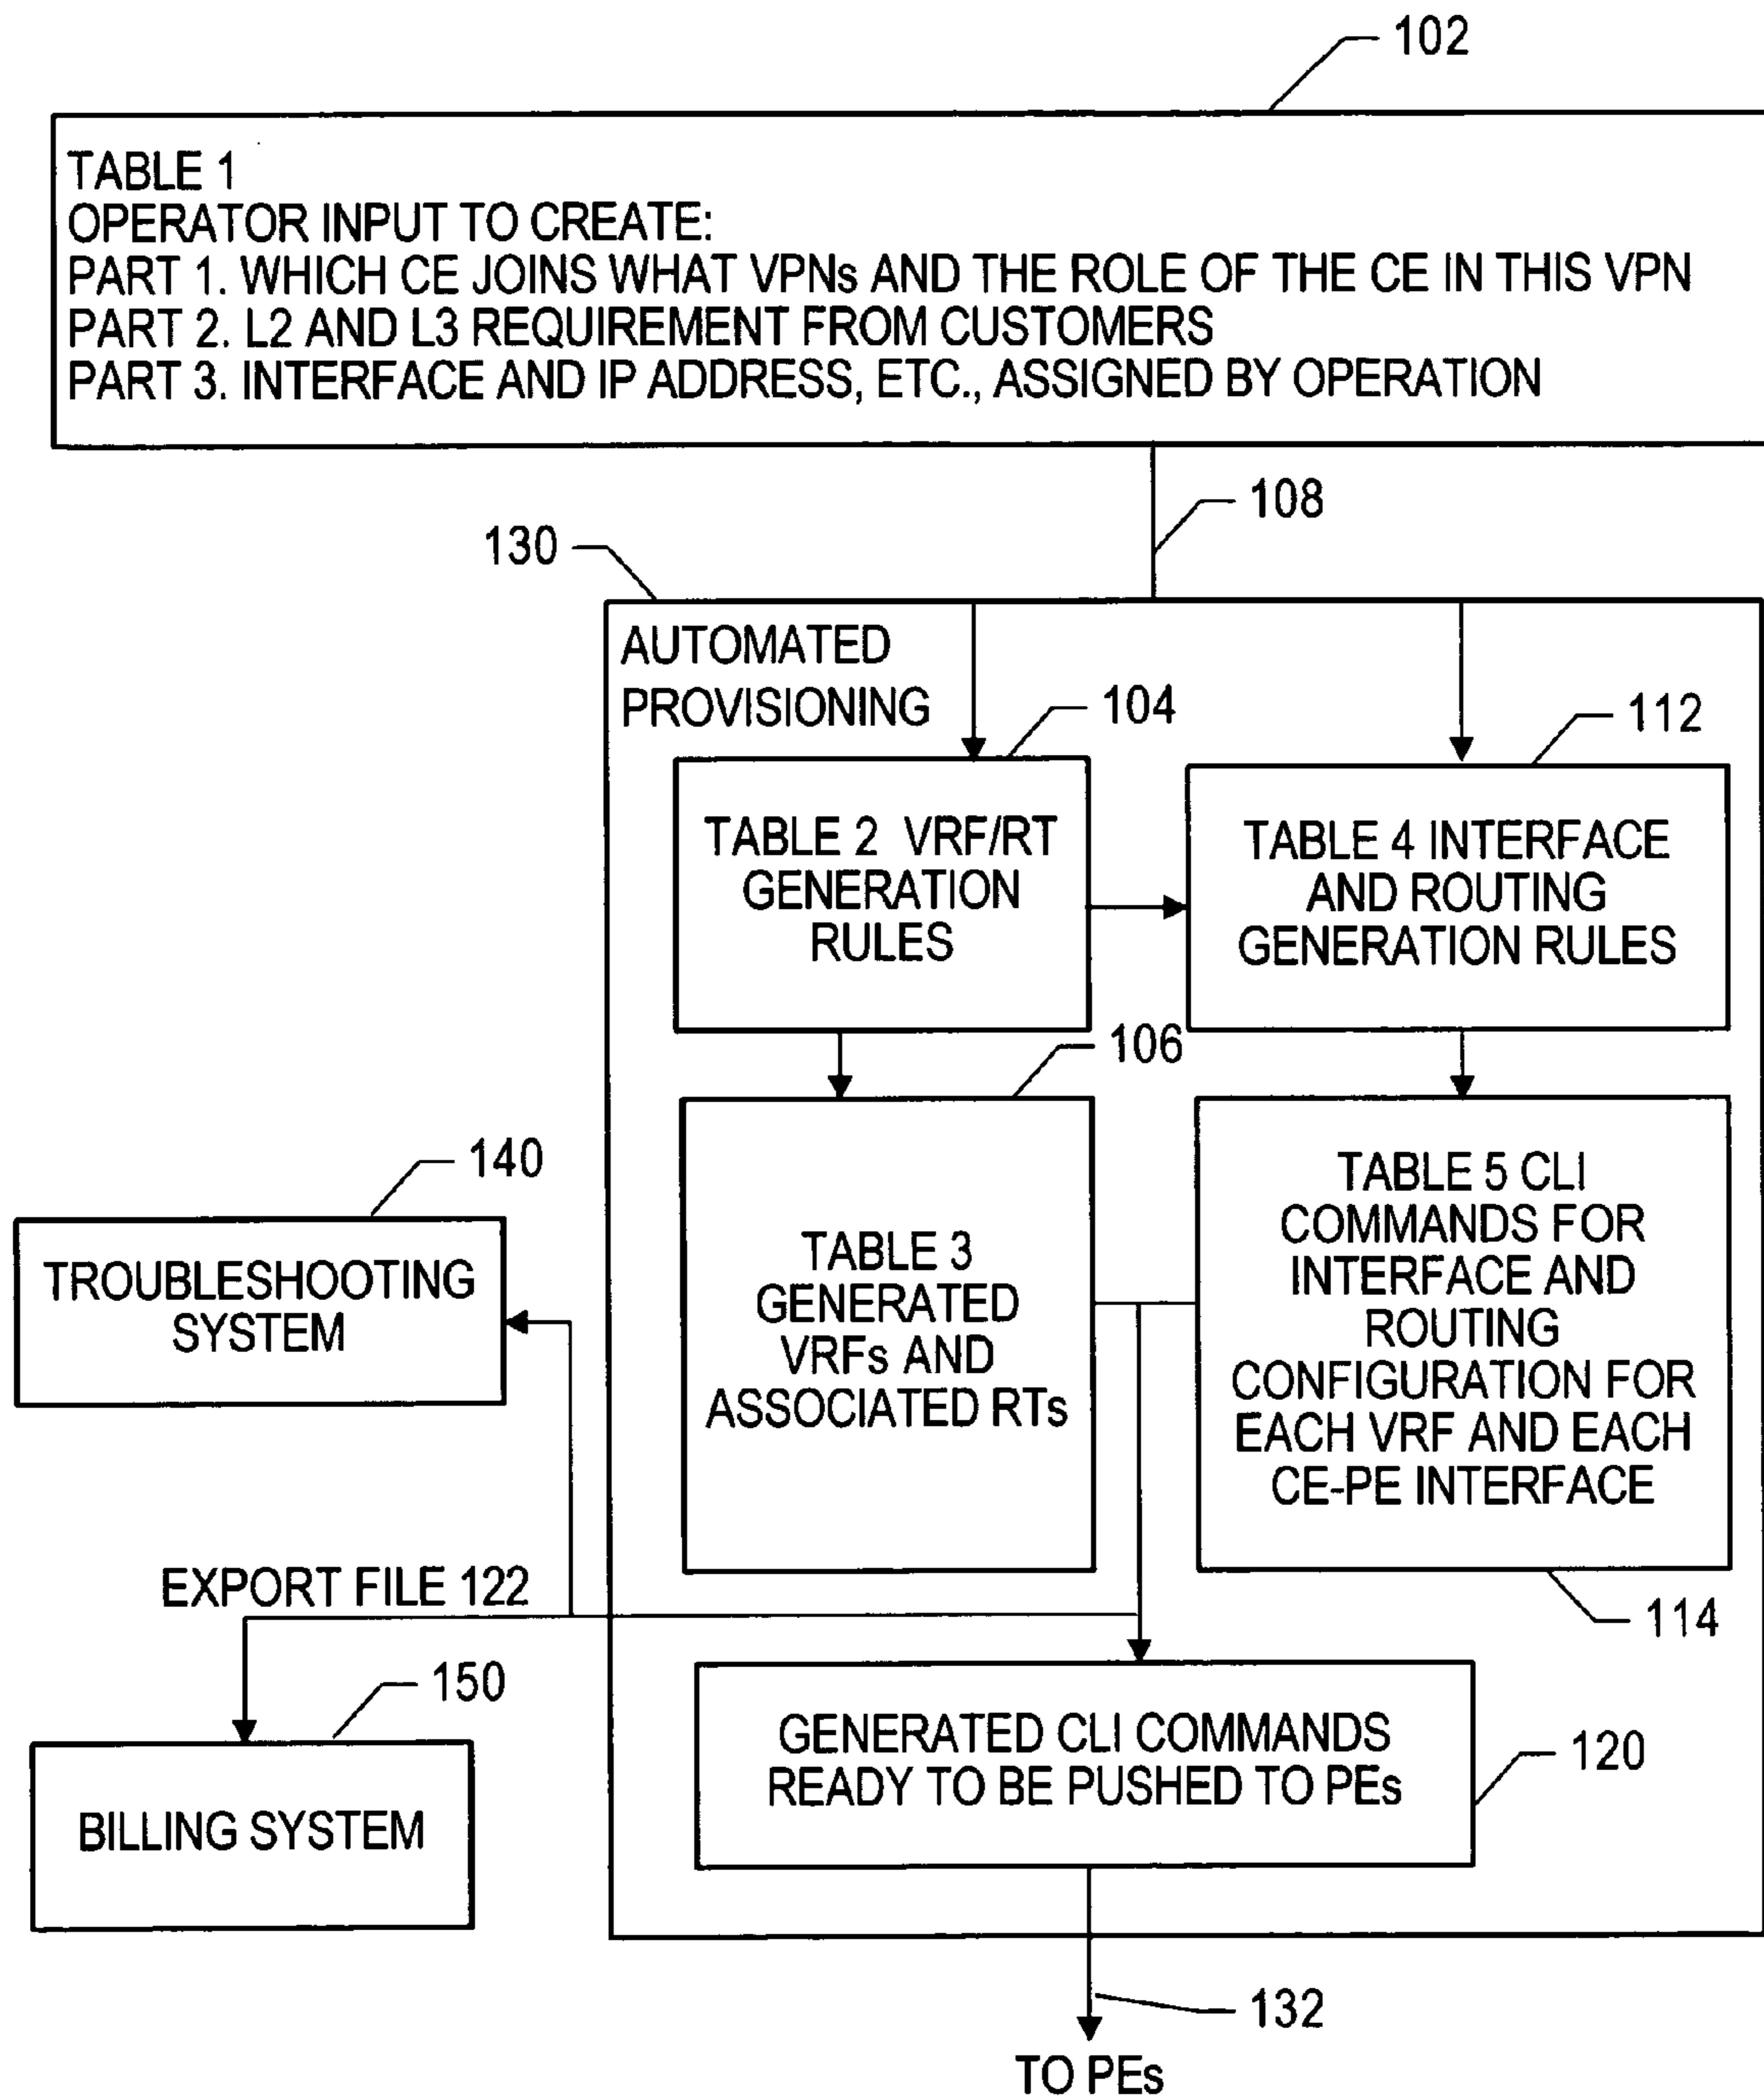 102
TABLE 1
OPERATOR INPUT TO CREATE:
PART 1. WHICH CE JOINS WHAT VPNs AND THE ROLE OF THE CE IN THIS VPN
PART 2. L2 AND L3 REQUIREMENT FROM CUSTOMERS
PART 3. INTERFACE AND IP ADDRESS, ETC., ASSIGNED BY OPERATION
108
130
AUTOMATED
PROVISIONING
104
112
TABLE 2 VRF/RT
GENERATION
RULES
TABLE 4 INTERFACE
AND ROUTING
GENERATION RULES
106
TABLE 3
GENERATED
VRFs AND
ASSOCIATED RTs
TABLE 5 CLI
COMMANDS FOR
INTERFACE AND
ROUTING
CONFIGURATION FOR
EACH VRF AND EACH
CE-PE INTERFACE
114
140
TROUBLESHOOTING
SYSTEM
EXPORT FILE 122
150
BILLING SYSTEM
GENERATED CLI COMMANDS
READY TO BE PUSHED TO PEs
120
132
TO PEs